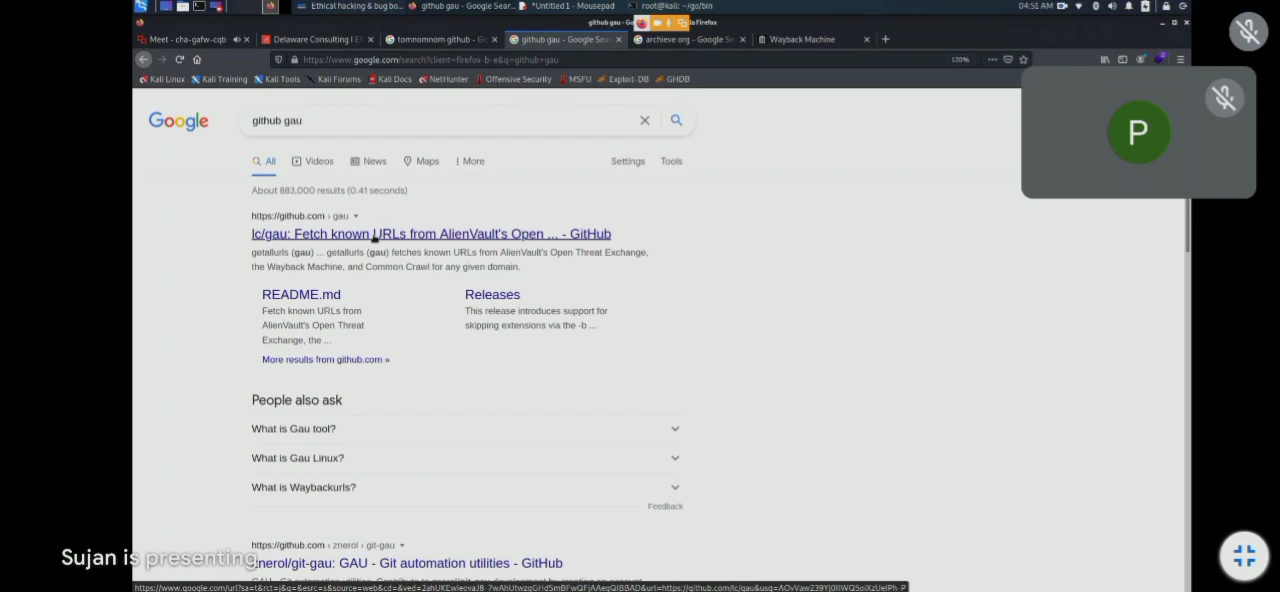 Ethical hacking & bug bo...
github gau - Google Sear...
*Untitled 1 - Mousepad
root@kali: ~/go/bin
04:51 AM
github gau - Go
la Firefox
Meet - cha-gafw-cqb
Delaware Consulting I EF
tomnomnom github - Go
github gau - Google Sear
archieve org - Google Se
Wayback Machine
https://www.google.com/search?client=firefox-b-e&q=github+gau
120%
Kali Linux
Kali Training
Kali Tools
Kali Forums
Kali Docs
NetHunter
Offensive Security
MSFU
Exploit-DB
GHDB
Google
github gau
All
Videos
News
Maps
More
Settings
Tools
About 883,000 results (0.41 seconds)
https://github.com › gau
lc/gau: Fetch known URLs from AlienVault's Open ... - GitHub
getallurls (gau) ... getallurls (gau) fetches known URLs from AlienVault's Open Threat Exchange,
the Wayback Machine, and Common Crawl for any given domain.
README.md
Fetch known URLs from
AlienVault's Open Threat
Exchange, the ...
Releases
This release introduces support for
skipping extensions via the -b ...
More results from github.com »
People also ask
What is Gau tool?
What is Gau Linux?
What is Waybackurls?
Feedback
https://github.com › znerol › git-gau
znerol/git-gau: GAU - Git automation utilities - GitHub
P
Sujan is presenting